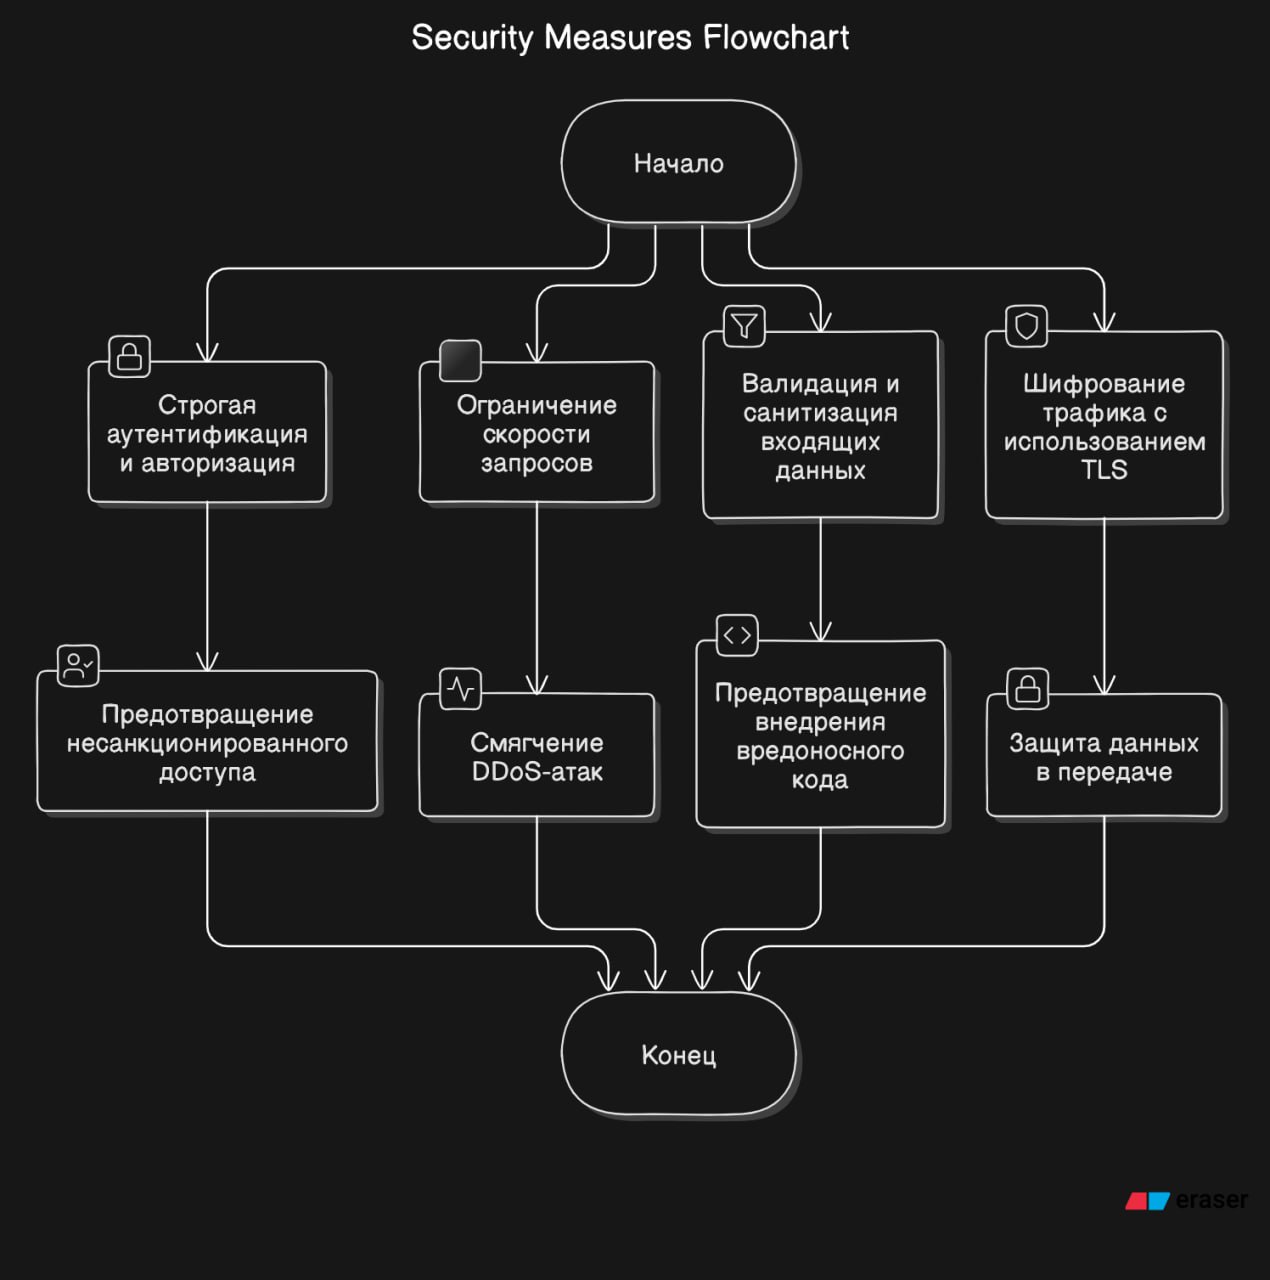 Security Measures Flowchart
Начало
Строгая
аутентификация
и авторизация
Ограничение
скорости
запросов
Валидация и
санитизация
входящих
данных
Шифрование
трафика с
использованием
TLS
Предотвращение
несанкционированного
доступа
Смягчение
DDoS-атак
Предотвращение
внедрения
вредоносного
кода
Защита данных
в передаче
Конец
eraser